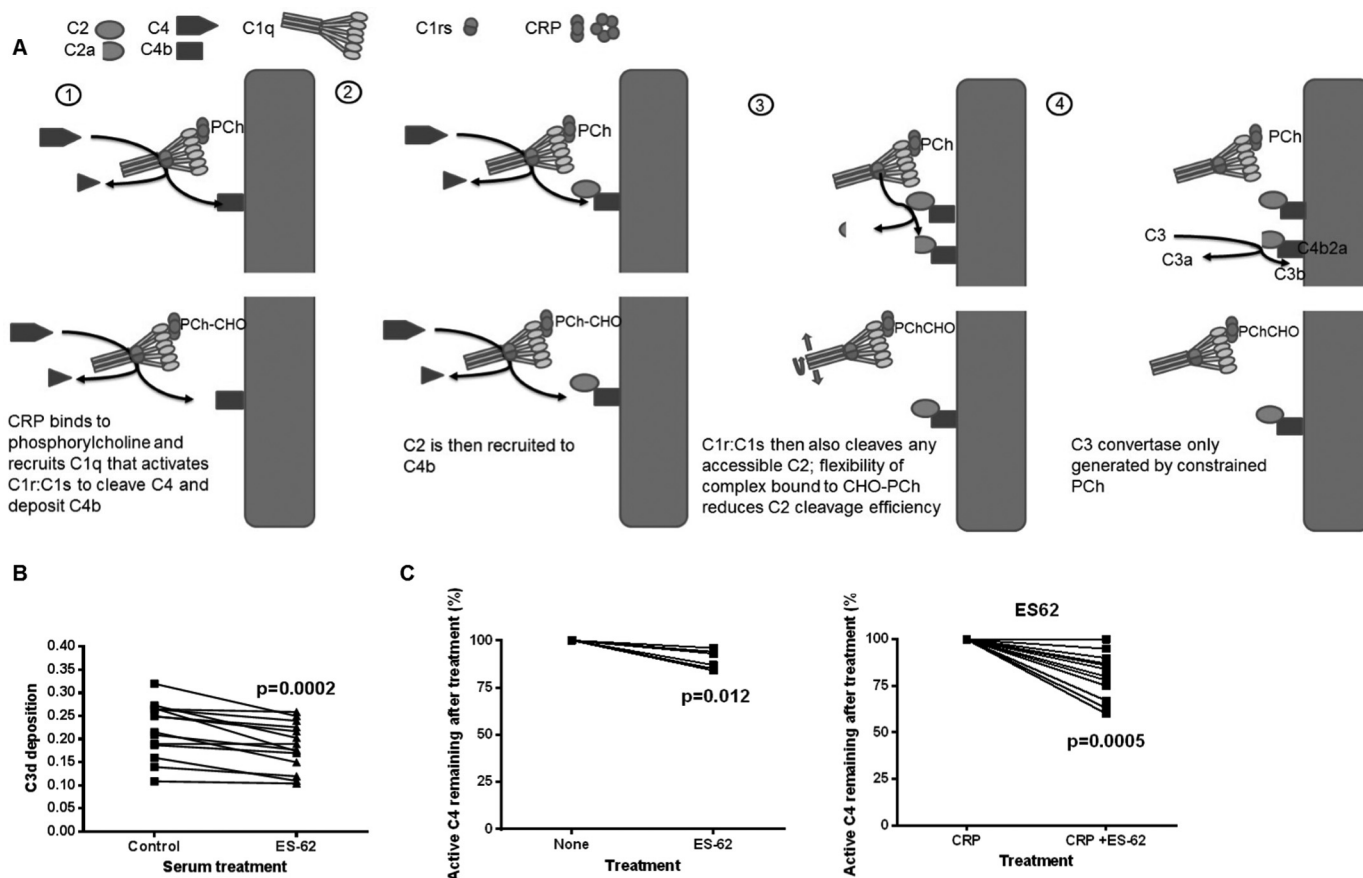 C2
C4
C1q
C1rs
CRP
A
C2a
C4b
1
2
3
4
PCh
PCh
PCh
PCh
C3
C3a
C4b2a
C3b
PCh-CHO
PCh-CHO
PChCHO
PChCHO
CRP binds to
phosphorylcholine and
recruits C1q that activates
C1r:C1s to cleave C4 and
deposit C4b
C2 is then recruited to
C4b
C1r:C1s then also cleaves any
accessible C2; flexibility of
complex bound to CHO-PCh
reduces C2 cleavage efficiency
C3 convertase only
generated by constrained
PCh
B
C3d deposition
0.40
0.35
0.30
0.25
0.20
0.15
0.10
0.05
0.00
p=0.0002
Control
ES-62
Serum treatment
C
Active C4 remaining after treatment (%)
100
75
50
25
0
p=0.012
None
ES-62
Treatment
Active C4 remaining after treatment (%
ES62
100
75
50
25
0
p=0.0005
CRP
CRP +ES-62
Treatment